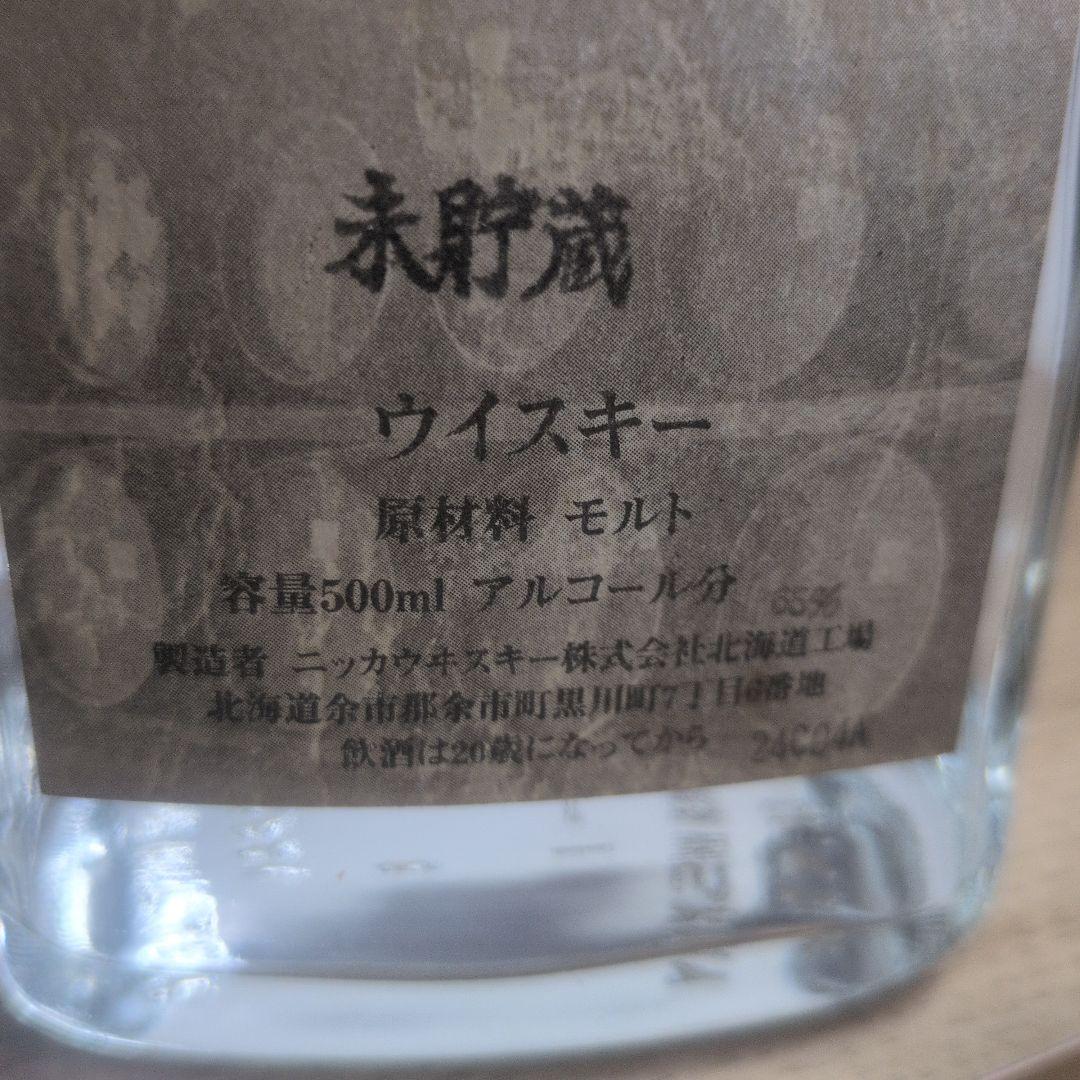 未貯蔵
ウイスキー
原材料 モルト
容量500ml アルコール分 65%
製造者 ニッカウヰスキー株式会社北海道工場
北海道余市郡余市町黒川町7丁目6番地
飲酒は20歳になってから 24C04A